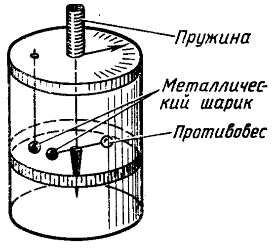 Пружина
Металличес-
кий шарик
Противовес